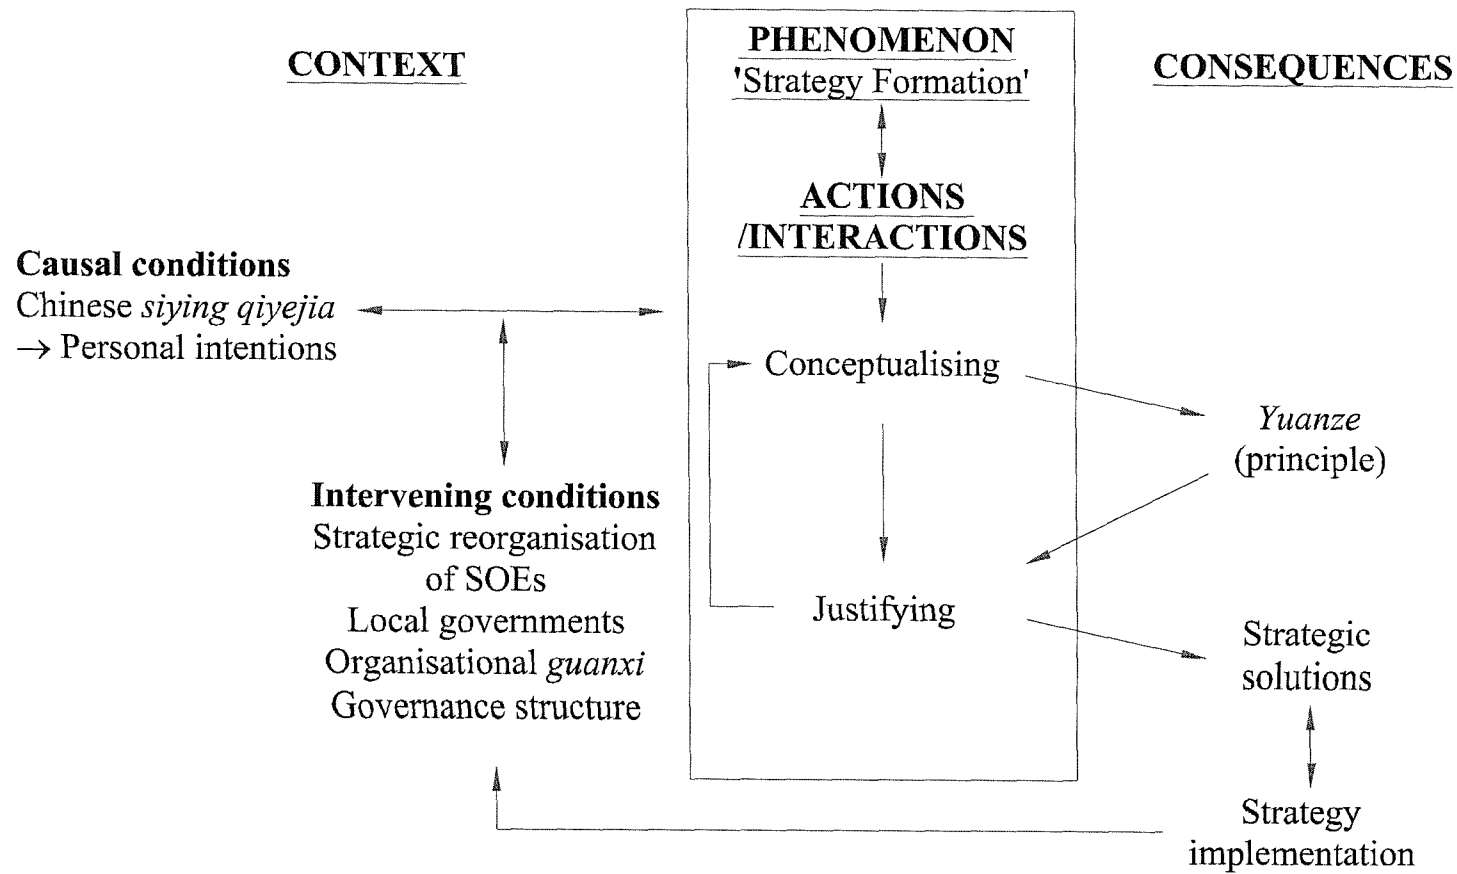 CONTEXT
PHENOMENON
'Strategy Formation'
CONSEQUENCES
ACTIONS
/INTERACTIONS
Causal conditions
Chinese siying qiyejia
→ Personal intentions
Conceptualising
Yuanze
(principle)
Intervening conditions
Strategic reorganisation
of SOEs
Local governments
Organisational guanxi
Governance structure
Justifying
Strategic
solutions
Strategy
implementation